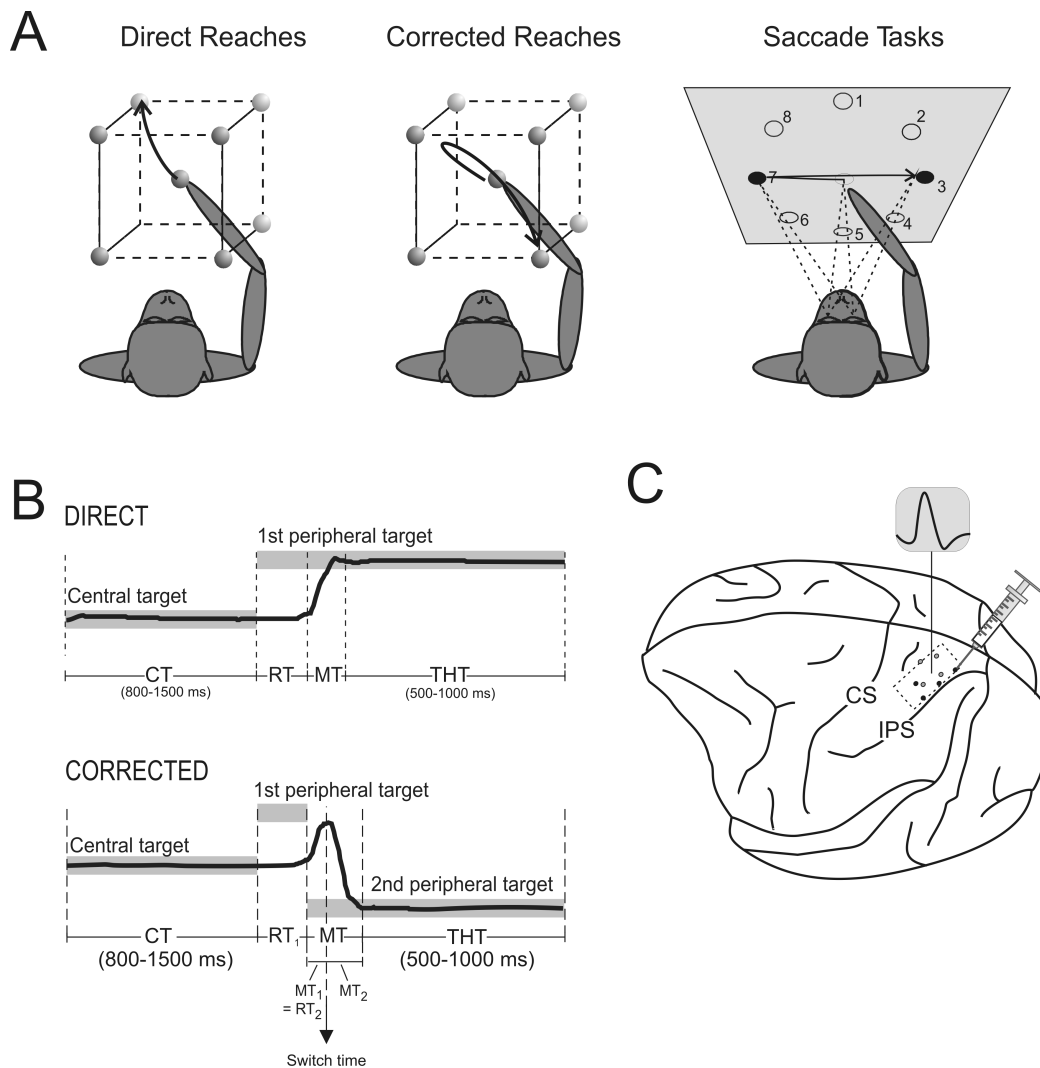 A
Direct Reaches
Corrected Reaches
Saccade Tasks
1
8
2
7
3
6
4
5
B
DIRECT
1st peripheral target
Central target
CT
RT
MT
THT
(800-1500 ms)
(500-1000 ms)
CORRECTED
1st peripheral target
Central target
2nd peripheral target
CT
RT1
MT
THT
(800-1500 ms)
(500-1000 ms)
MT1
MT2
= RT2
Switch time
C
CS
IPS